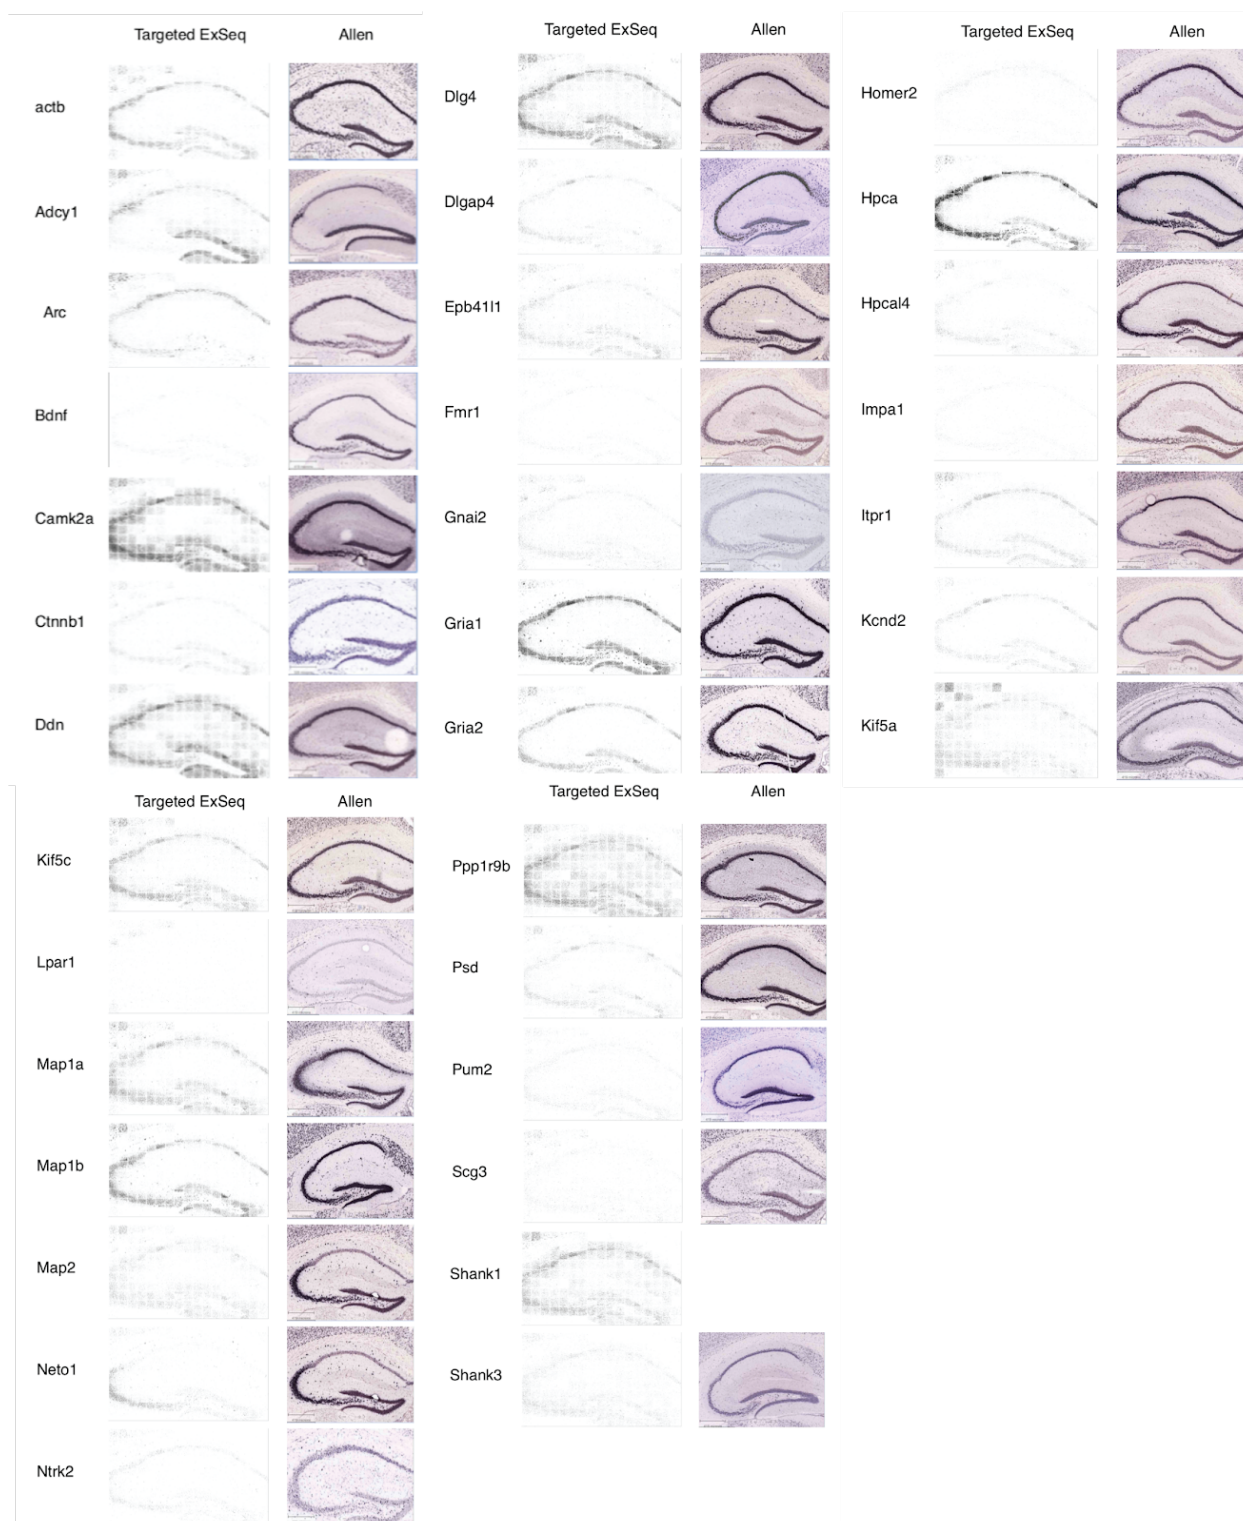 Targeted ExSeq Allen
actb
Adcy1
Arc
Bdnf
Camk2a
Ctnnb1
Ddn
Targeted ExSeq Allen
Dlg4
Dlgap4
Epb41l1
Fmr1
Gnai2
Gria1
Gria2
Targeted ExSeq Allen
Homer2
Hpca
Hpcal4
Impa1
Itpr1
Kcnd2
Kif5a
Targeted ExSeq Allen
Kif5c
Lpar1
Map1a
Map1b
Map2
Neto1
Ntrk2
Targeted ExSeq Allen
Ppp1r9b
Psd
Pum2
Scg3
Shank1
Shank3